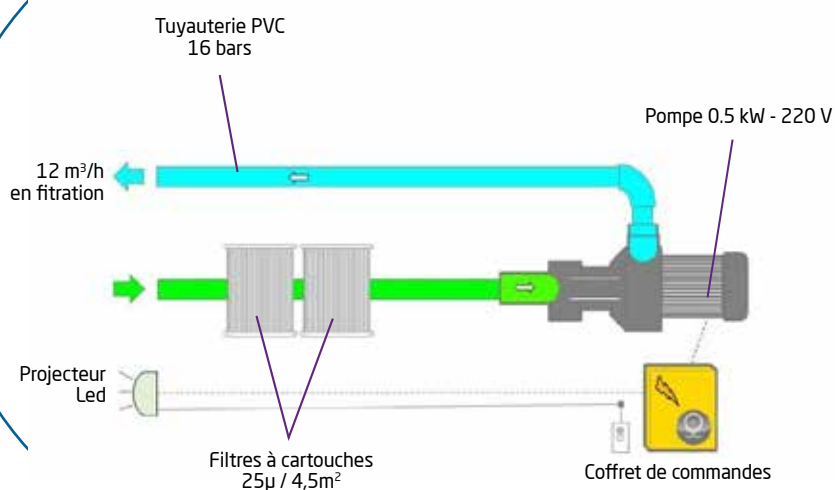 Tuyauterie PVC
16 bars
Pompe 0.5 kW - 220 V
12 m³/h
en filtration
Projecteur
Led
Filtres à cartouches
25µ / 4,5m²
Coffret de commandes